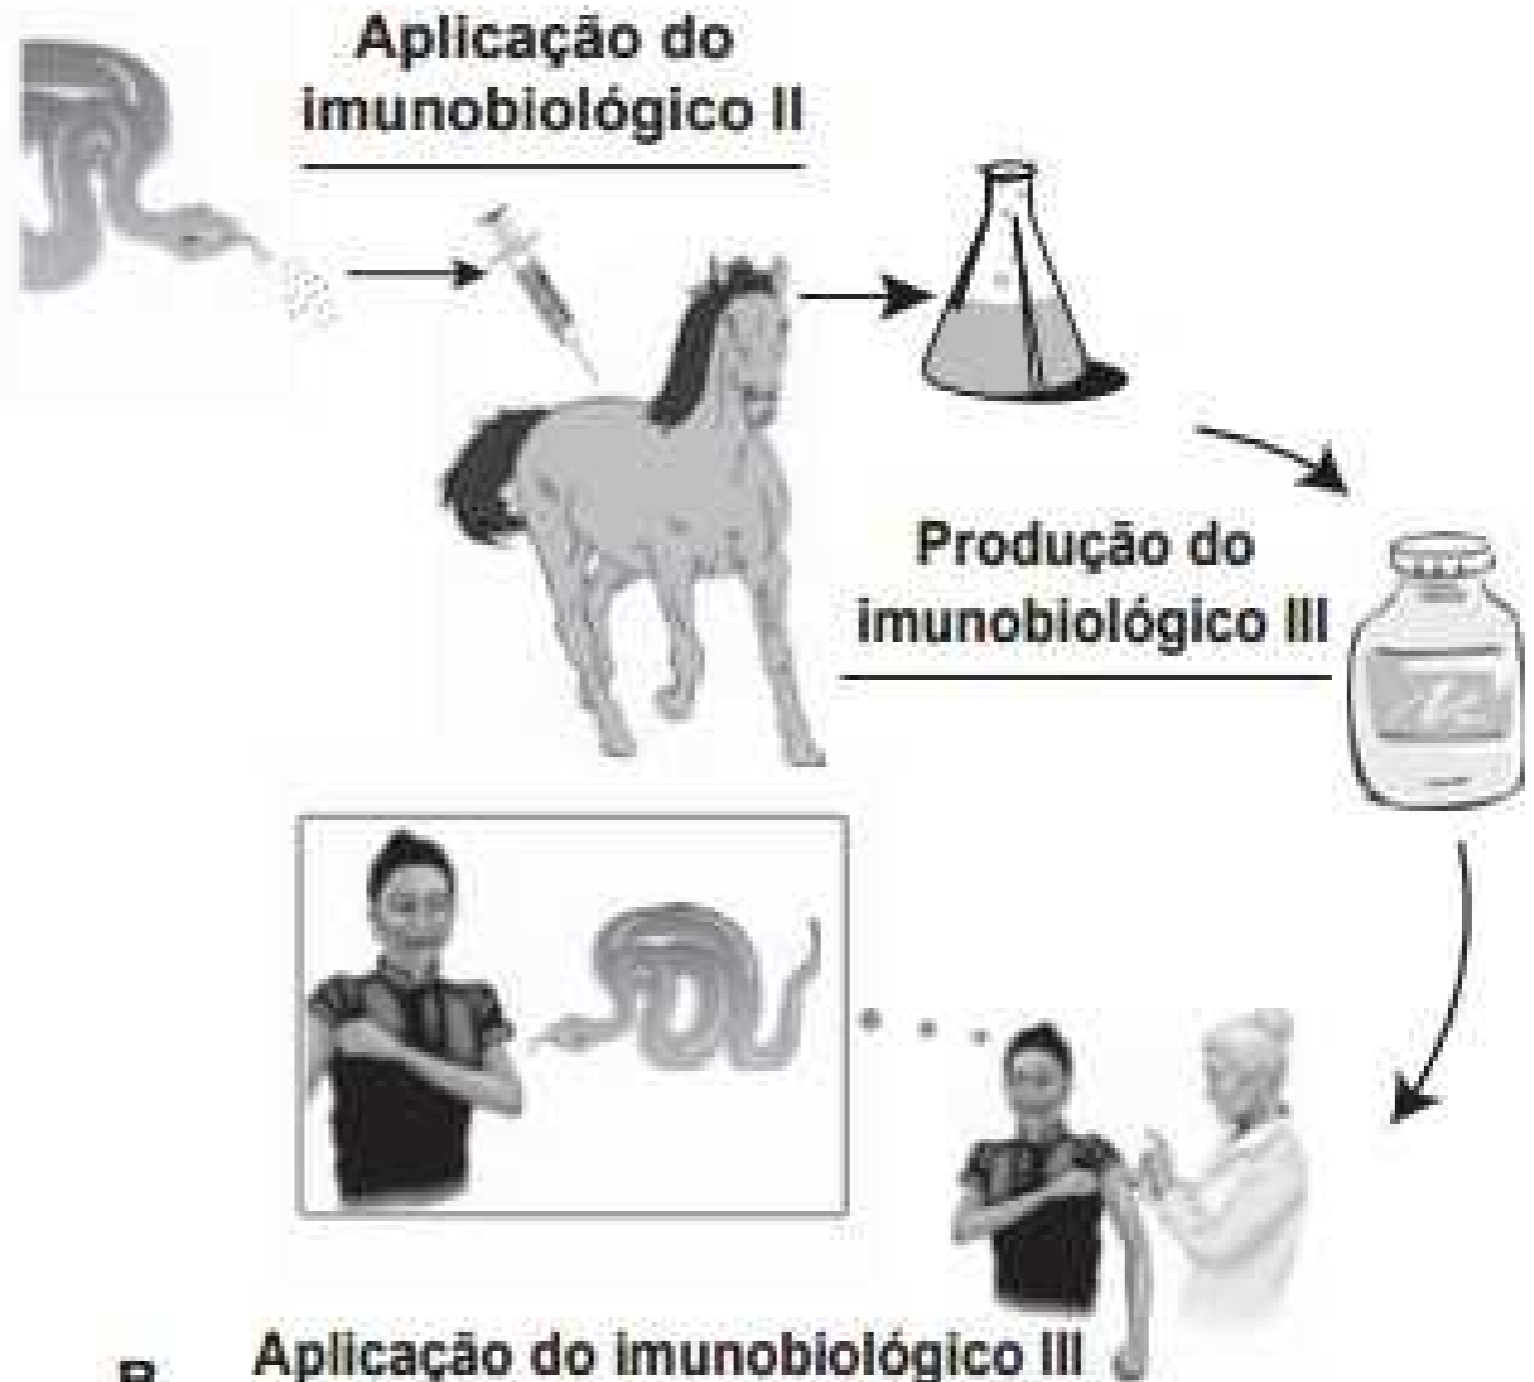 Aplicação do
imunobiológico II
Produção do
imunobiológico III
B
Aplicação do imunobiológico III